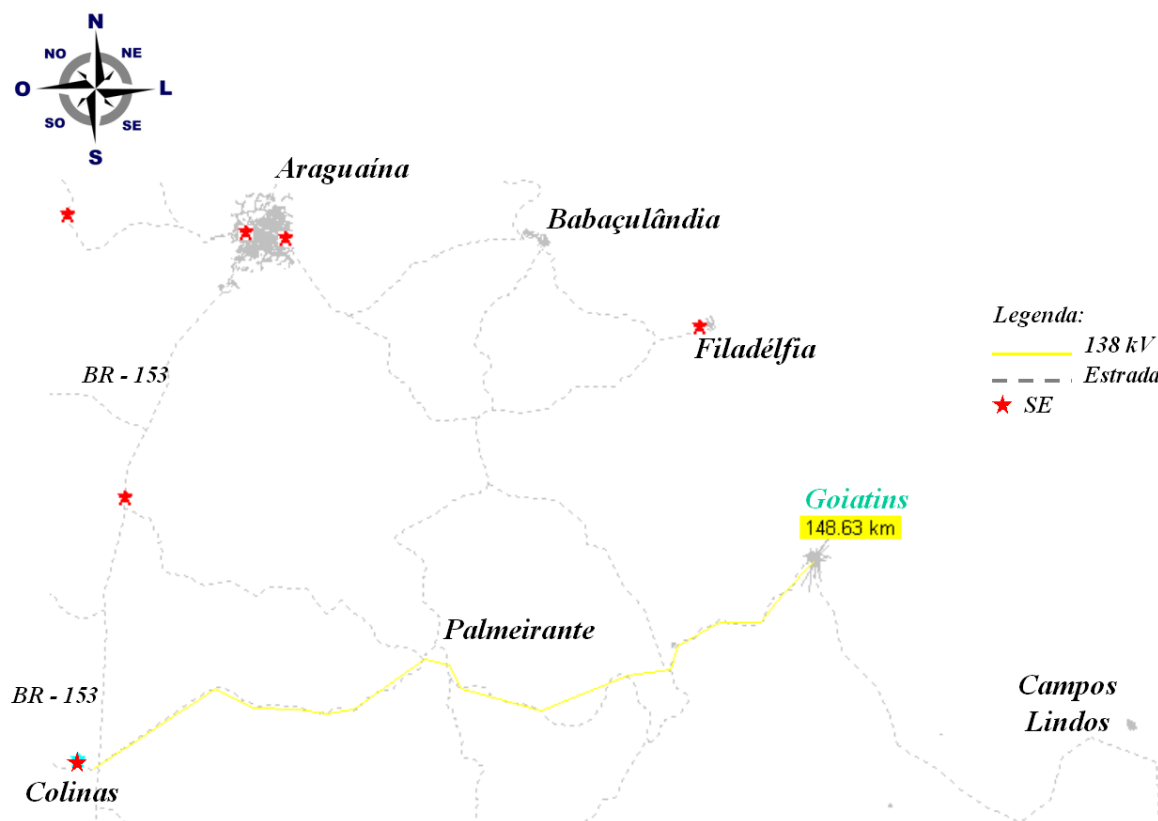 N
NO
NE
O
L
SO
SE
S
Araguaína
Babaçulândia
Legenda:
138 kV
Estrada
SE
Filadélfia
BR - 153
Goiatins
148.63 km
Palmeirante
BR - 153
Campos
Lindos
Colinas